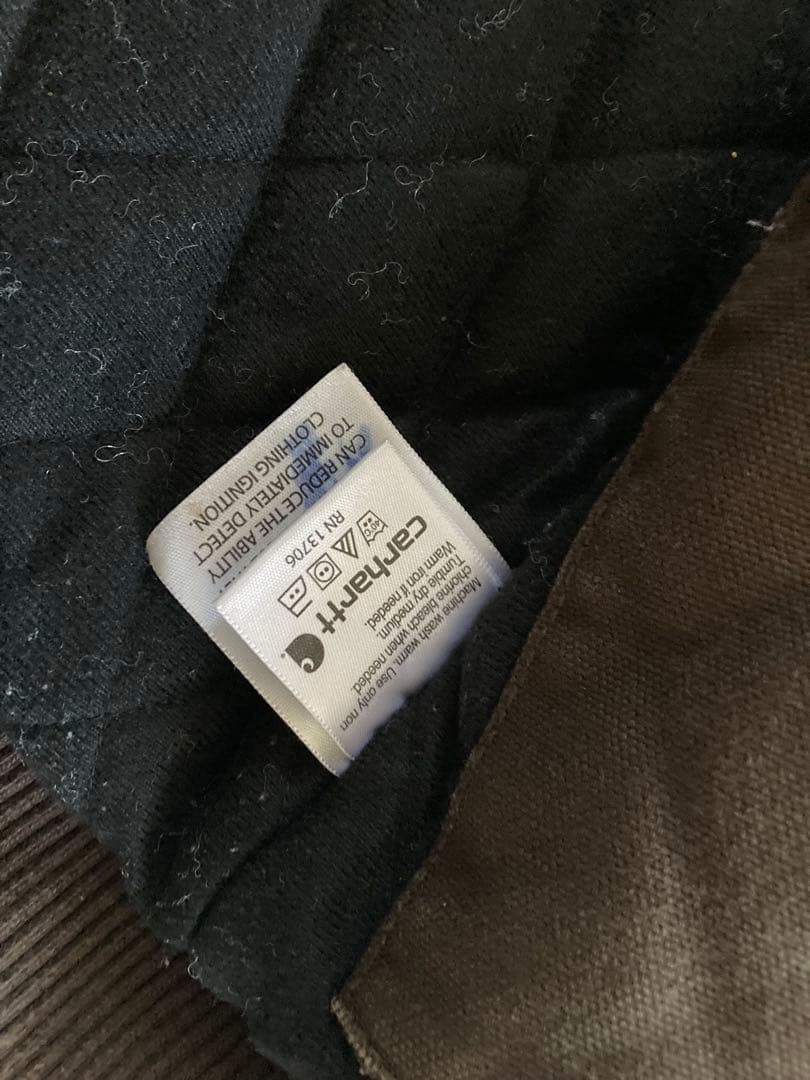 carhartt
RN 13706
40°C
Machine wash warm. Use only non
chlorine bleach when needed.
Tumble dry medium.
Warm iron if needed.
CAN REDUCE THE ABILITY
TO IMMEDIATELY DETECT
CLOTHING IGNITION.